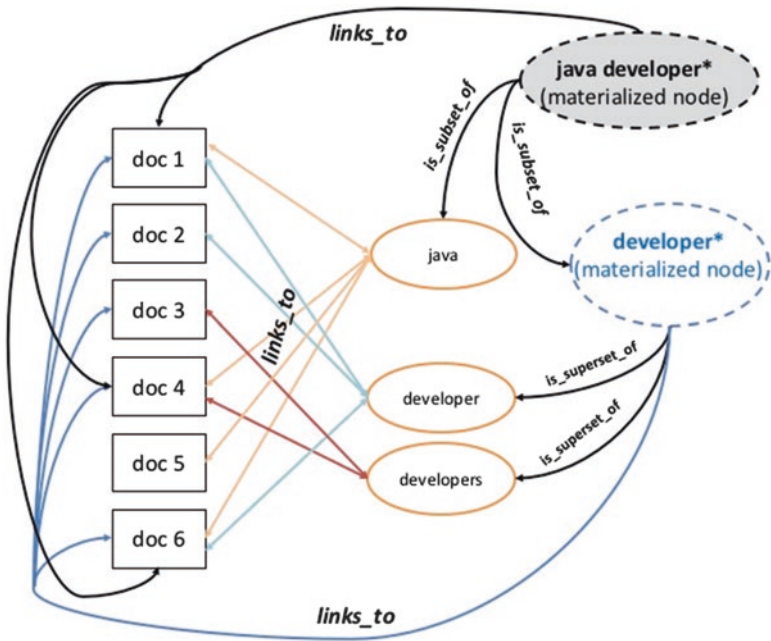 links_to
java developer*
(materialized node)
is_subset_of
is_subset_of
doc 1
doc 2
doc 3
doc 4
doc 5
doc 6
java
developer*
(materialized node)
links_to
developer
developers
is_superset_of
is_superset_of
links_to